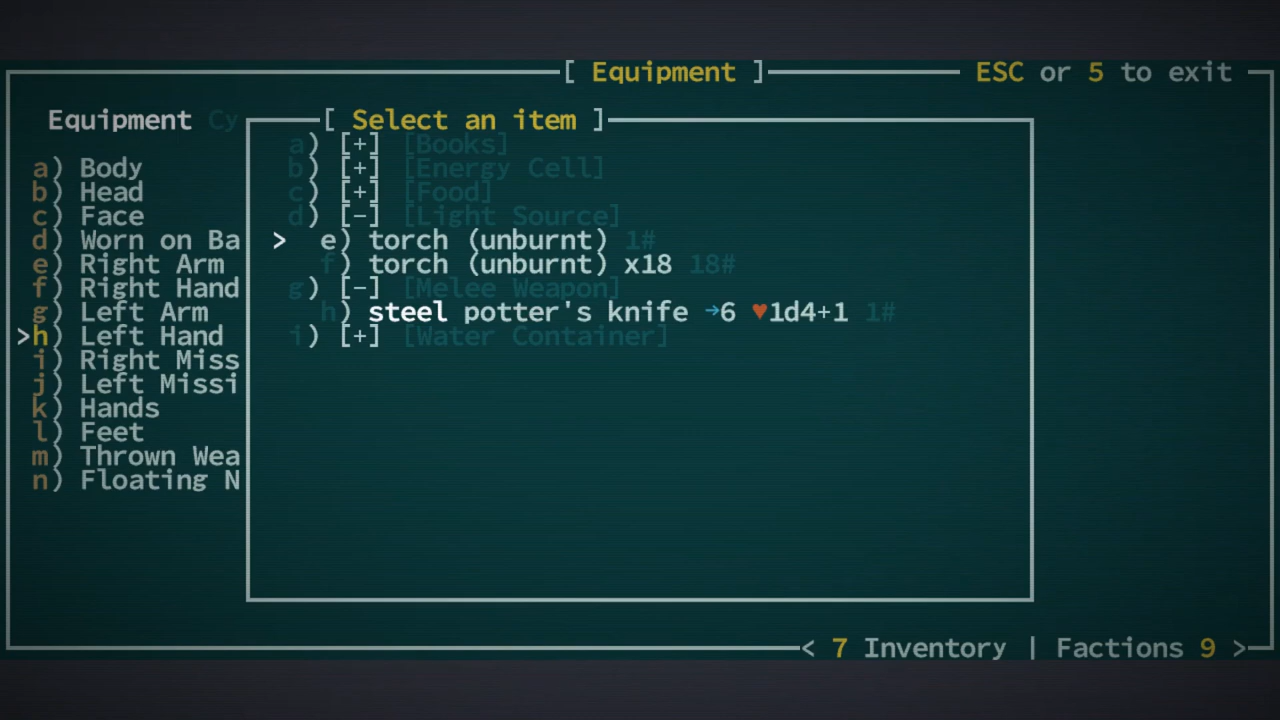 [ Equipment ] ESC or 5 to exit
Equipment Cy
[ Select an item ]
a) Body
b) Head
c) Face
d) Worn on Ba
e) Right Arm
f) Right Hand
g) Left Arm
>h) Left Hand
i) Right Miss
j) Left Missi
k) Hands
l) Feet
m) Thrown Wea
n) Floating N
a) [+] [Books]
b) [+] [Energy Cell]
c) [+] [Food]
d) [-] [Light Source]
> e) torch (unburnt) 1#
f) torch (unburnt) x18 18#
g) [-] [Melee Weapon]
h) steel potter's knife →6 ♥1d4+1 1#
i) [+] [Water Container]
< 7 Inventory | Factions 9 >